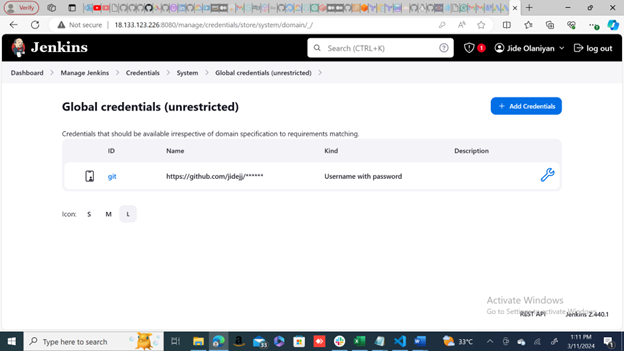 Verify
Not secure | 18.133.123.226:8080/manage/credentials/store/system/domain/_/
Jenkins
Search (CTRL+K)
1
Jide Olaniyan
log out
Dashboard > Manage Jenkins > Credentials > System > Global credentials (unrestricted) >
Global credentials (unrestricted)
+ Add Credentials
Credentials that should be available irrespective of domain specification to requirements matching.
ID Name Kind Description
git https://github.com/jidejj/****** Username with password
Icon: S M L
Activate Windows
Go to Settings to activate Windows.
REST API Jenkins 2.440.1
Type here to search
33
33°C
1:11 PM
3/11/2024